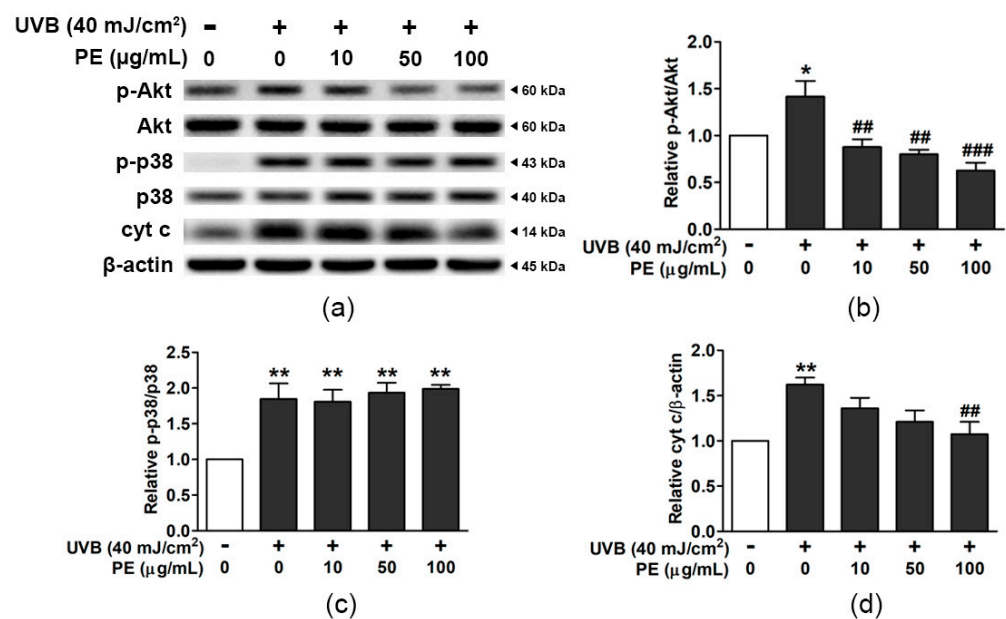 UVB (40 mJ/cm²) - + + + +
PE (μg/mL) 0 0 10 50 100
p-Akt ◄60 kDa
Akt ◄60 kDa
p-p38 ◄43 kDa
p38 ◄40 kDa
cyt c ◄14 kDa
β-actin ◄45 kDa
(a)
Relative p-Akt/Akt
2.0
1.5
1.0
0.5
0.0
* ## ## ###
UVB (40 mJ/cm²) - + + + +
PE (μg/mL) 0 0 10 50 100
(b)
Relative p-p38/p38
2.5
2.0
1.5
1.0
0.5
0.0
** ** ** **
UVB (40 mJ/cm²) - + + + +
PE (μg/mL) 0 0 10 50 100
(c)
Relative cyt c/β-actin
2.0
1.5
1.0
0.5
0.0
** ##
UVB (40 mJ/cm²) - + + + +
PE (μg/mL) 0 0 10 50 100
(d)